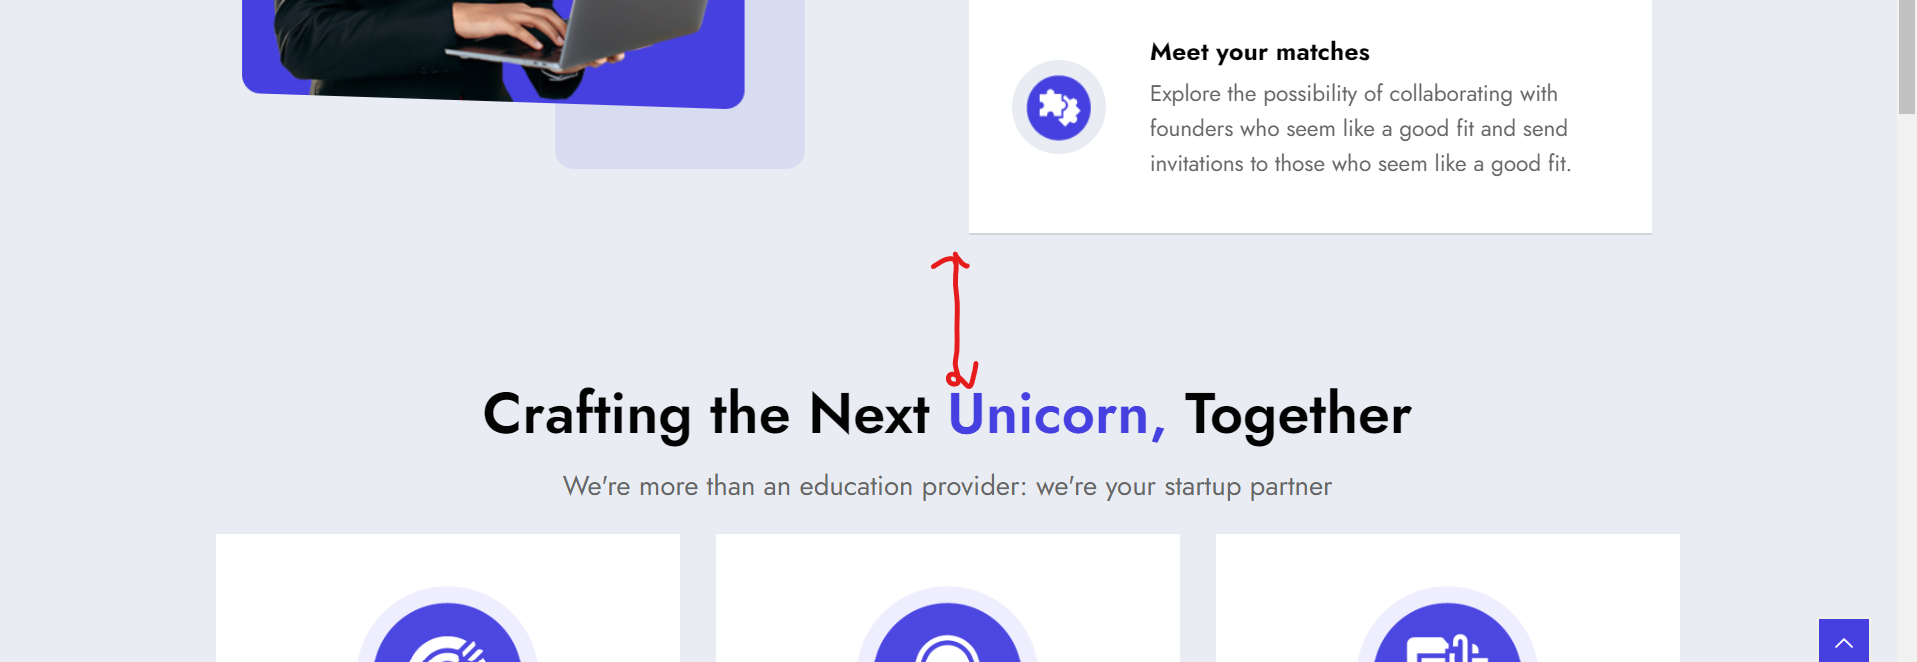 Meet your matches
Explore the possibility of collaborating with
founders who seem like a good fit and send
invitations to those who seem like a good fit.
Crafting the Next Unicorn, Together
We're more than an education provider: we're your startup partner